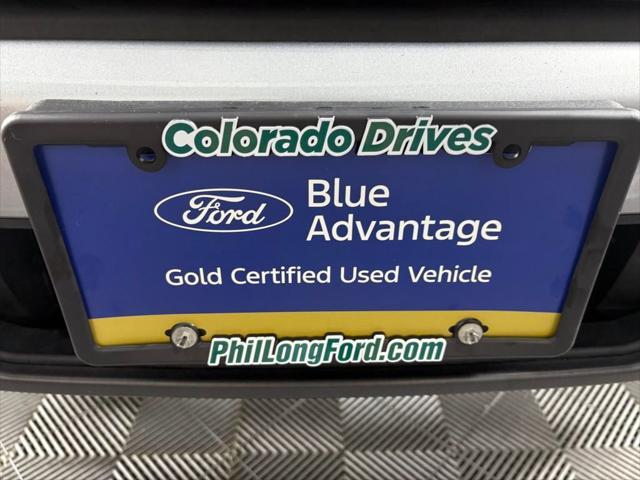 Colorado Drives
Ford
Blue
Advantage
Gold Certified Used Vehicle
PhilLongFord.com